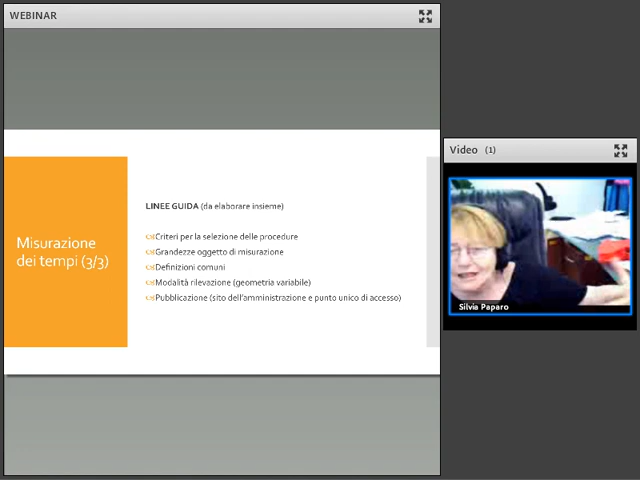 WEBINAR
Misurazione
dei tempi (3/3)
LINEE GUIDA (da elaborare insieme)
Criteri per la selezione delle procedure
Grandezze oggetto di misurazione
Definizioni comuni
Modalità rilevazione (geometria variabile)
Pubblicazione (sito dell'amministrazione e punto unico di accesso)
Video (1)
Silvia Paparo